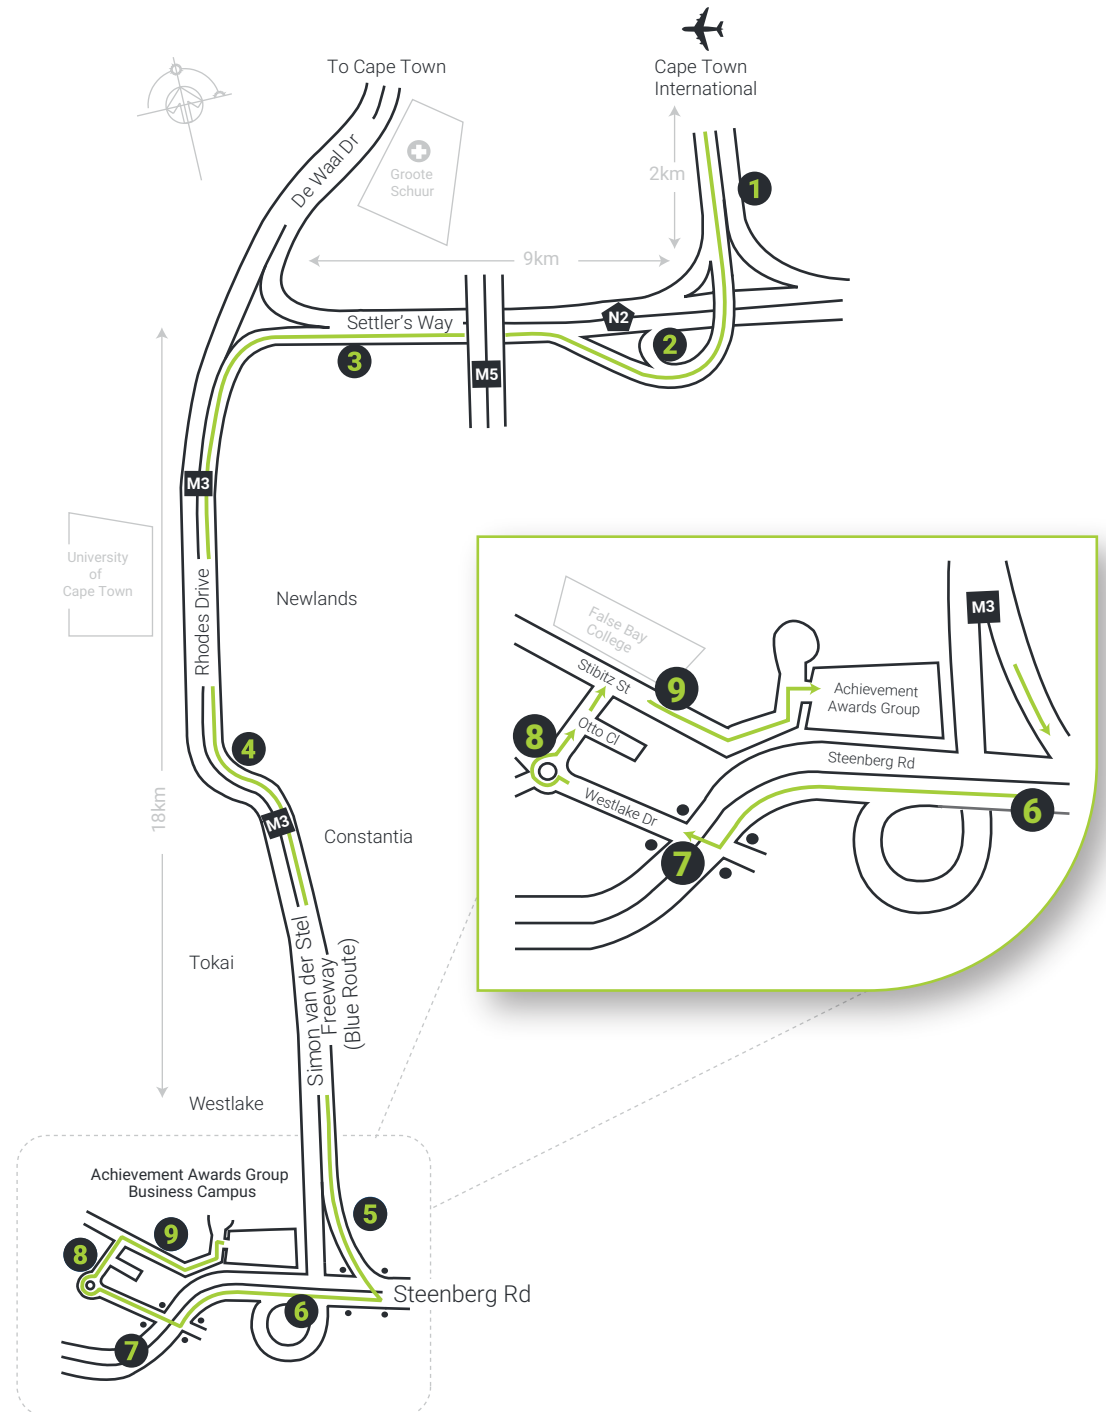 To Cape Town
Cape Town
International
De Waal Dr
Groote
Schuur
2km
1
9km
N2
Settler's Way
2
3
M5
M3
University
of
Cape Town
Rhodes Drive
Newlands
4
18km
M3
Constantia
Tokai
Simon van der Stel
Freeway
(Blue Route)
Westlake
Achievement Awards Group
Business Campus
5
9
8
Steenberg Rd
6
7
M3
False Bay
College
Stibitz St
9
Achievement
Awards Group
8
Otto Cl
Steenberg Rd
Westlake Dr
6
7